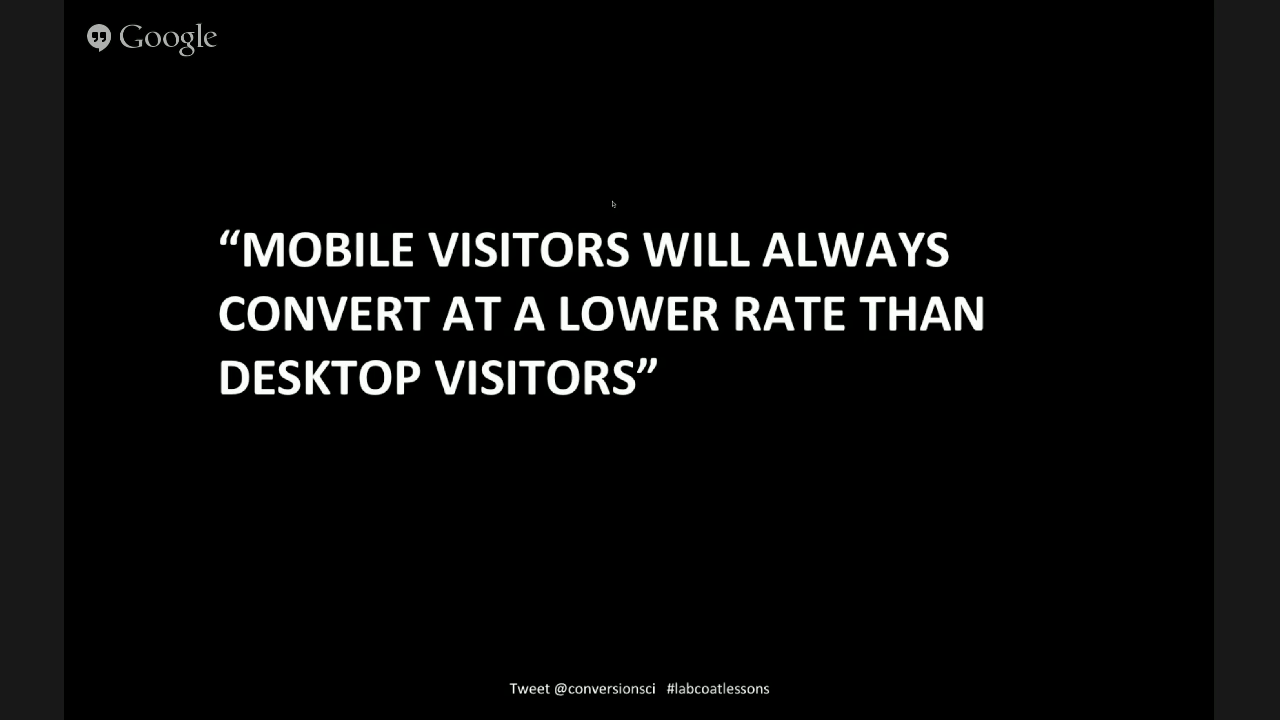 Google
“MOBILE VISITORS WILL ALWAYS
CONVERT AT A LOWER RATE THAN
DESKTOP VISITORS”
Tweet @conversionsci #labcoatlessons